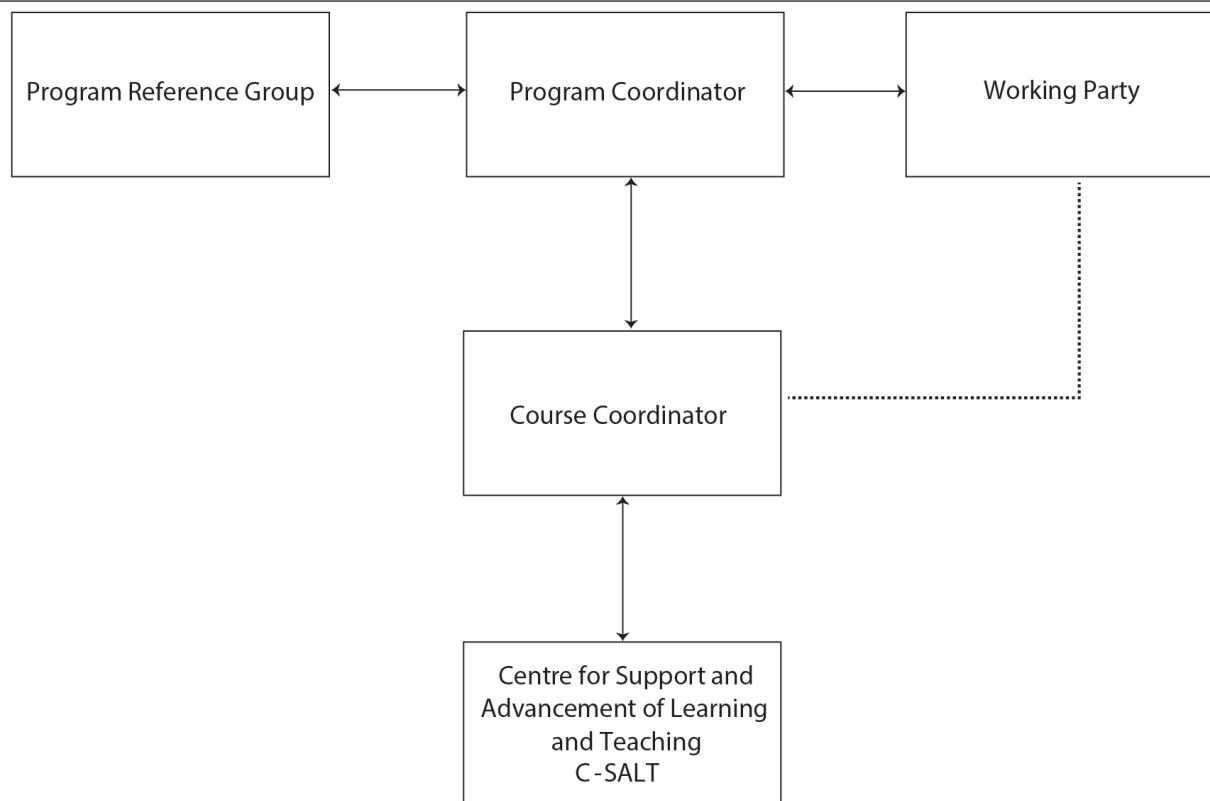 Program Reference Group
Program Coordinator
Working Party
Course Coordinator
Centre for Support and
Advancement of Learning
and Teaching
C-SALT